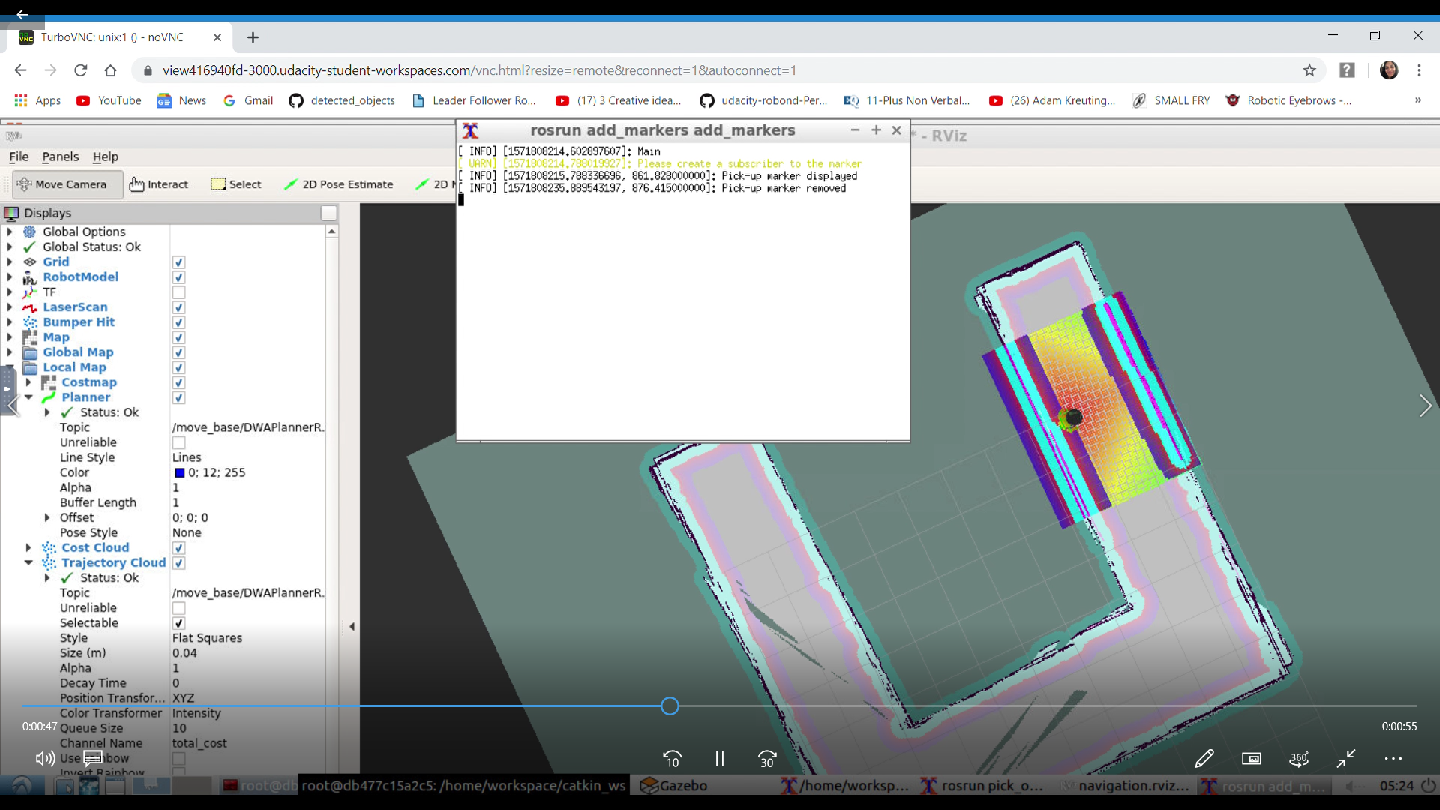 TurboVNC: unix:1 () - noVNC
view416940fd-3000.udacity-student-workspaces.com/vnc.html?resize=remote&reconnect=1&autoconnect=1
Apps YouTube News Gmail detected_objects Leader Follower Ro... (17) 3 Creative idea... udacity-robond-Per... 11-Plus Non Verbal... (25) Adam Kreuting... SMALL FRY Robotic Eyebrows -... »
rosrun add_markers add_markers
* - RViz
File Panels Help
[ INFO] [1571808214.602897607]: Main
[ WARN] [1571808214.788019927]: Please create a subscriber to the marker
[ INFO] [1571808215.788336696, 861.828000000]: Pick-up marker displayed
[ INFO] [1571808235.889543197, 876.415000000]: Pick-up marker removed
Move Camera Interact Select 2D Pose Estimate 2D N
Displays
Global Options
Global Status: Ok
Grid
RobotModel
TF
LaserScan
Bumper Hit
Map
Global Map
Local Map
Costmap
Planner
Status: Ok
Topic /move_base/DWAPlannerR.
Unreliable
Line Style Lines
Color 0; 12; 255
Alpha 1
Buffer Length 1
Offset 0; 0; 0
Pose Style None
Cost Cloud
Trajectory Cloud
Status: Ok
Topic /move_base/DWAPlannerR.
Unreliable
Selectable
Style Flat Squares
Size (m) 0.04
Alpha 1
Decay Time 0
Position Transfor... XYZ
Color Transformer Intensity
0:00:47
0:00:55
Queue Size 10
Channel Name total_cost
Use Rainbow
Invert Rainbow
10 30 360
root@db root@db477c15a2c5: /home/workspace/catkin_ws Gazebo /home/worksp... rosrun pick_o... navigation.rviz... rosrun add_m... 05:24